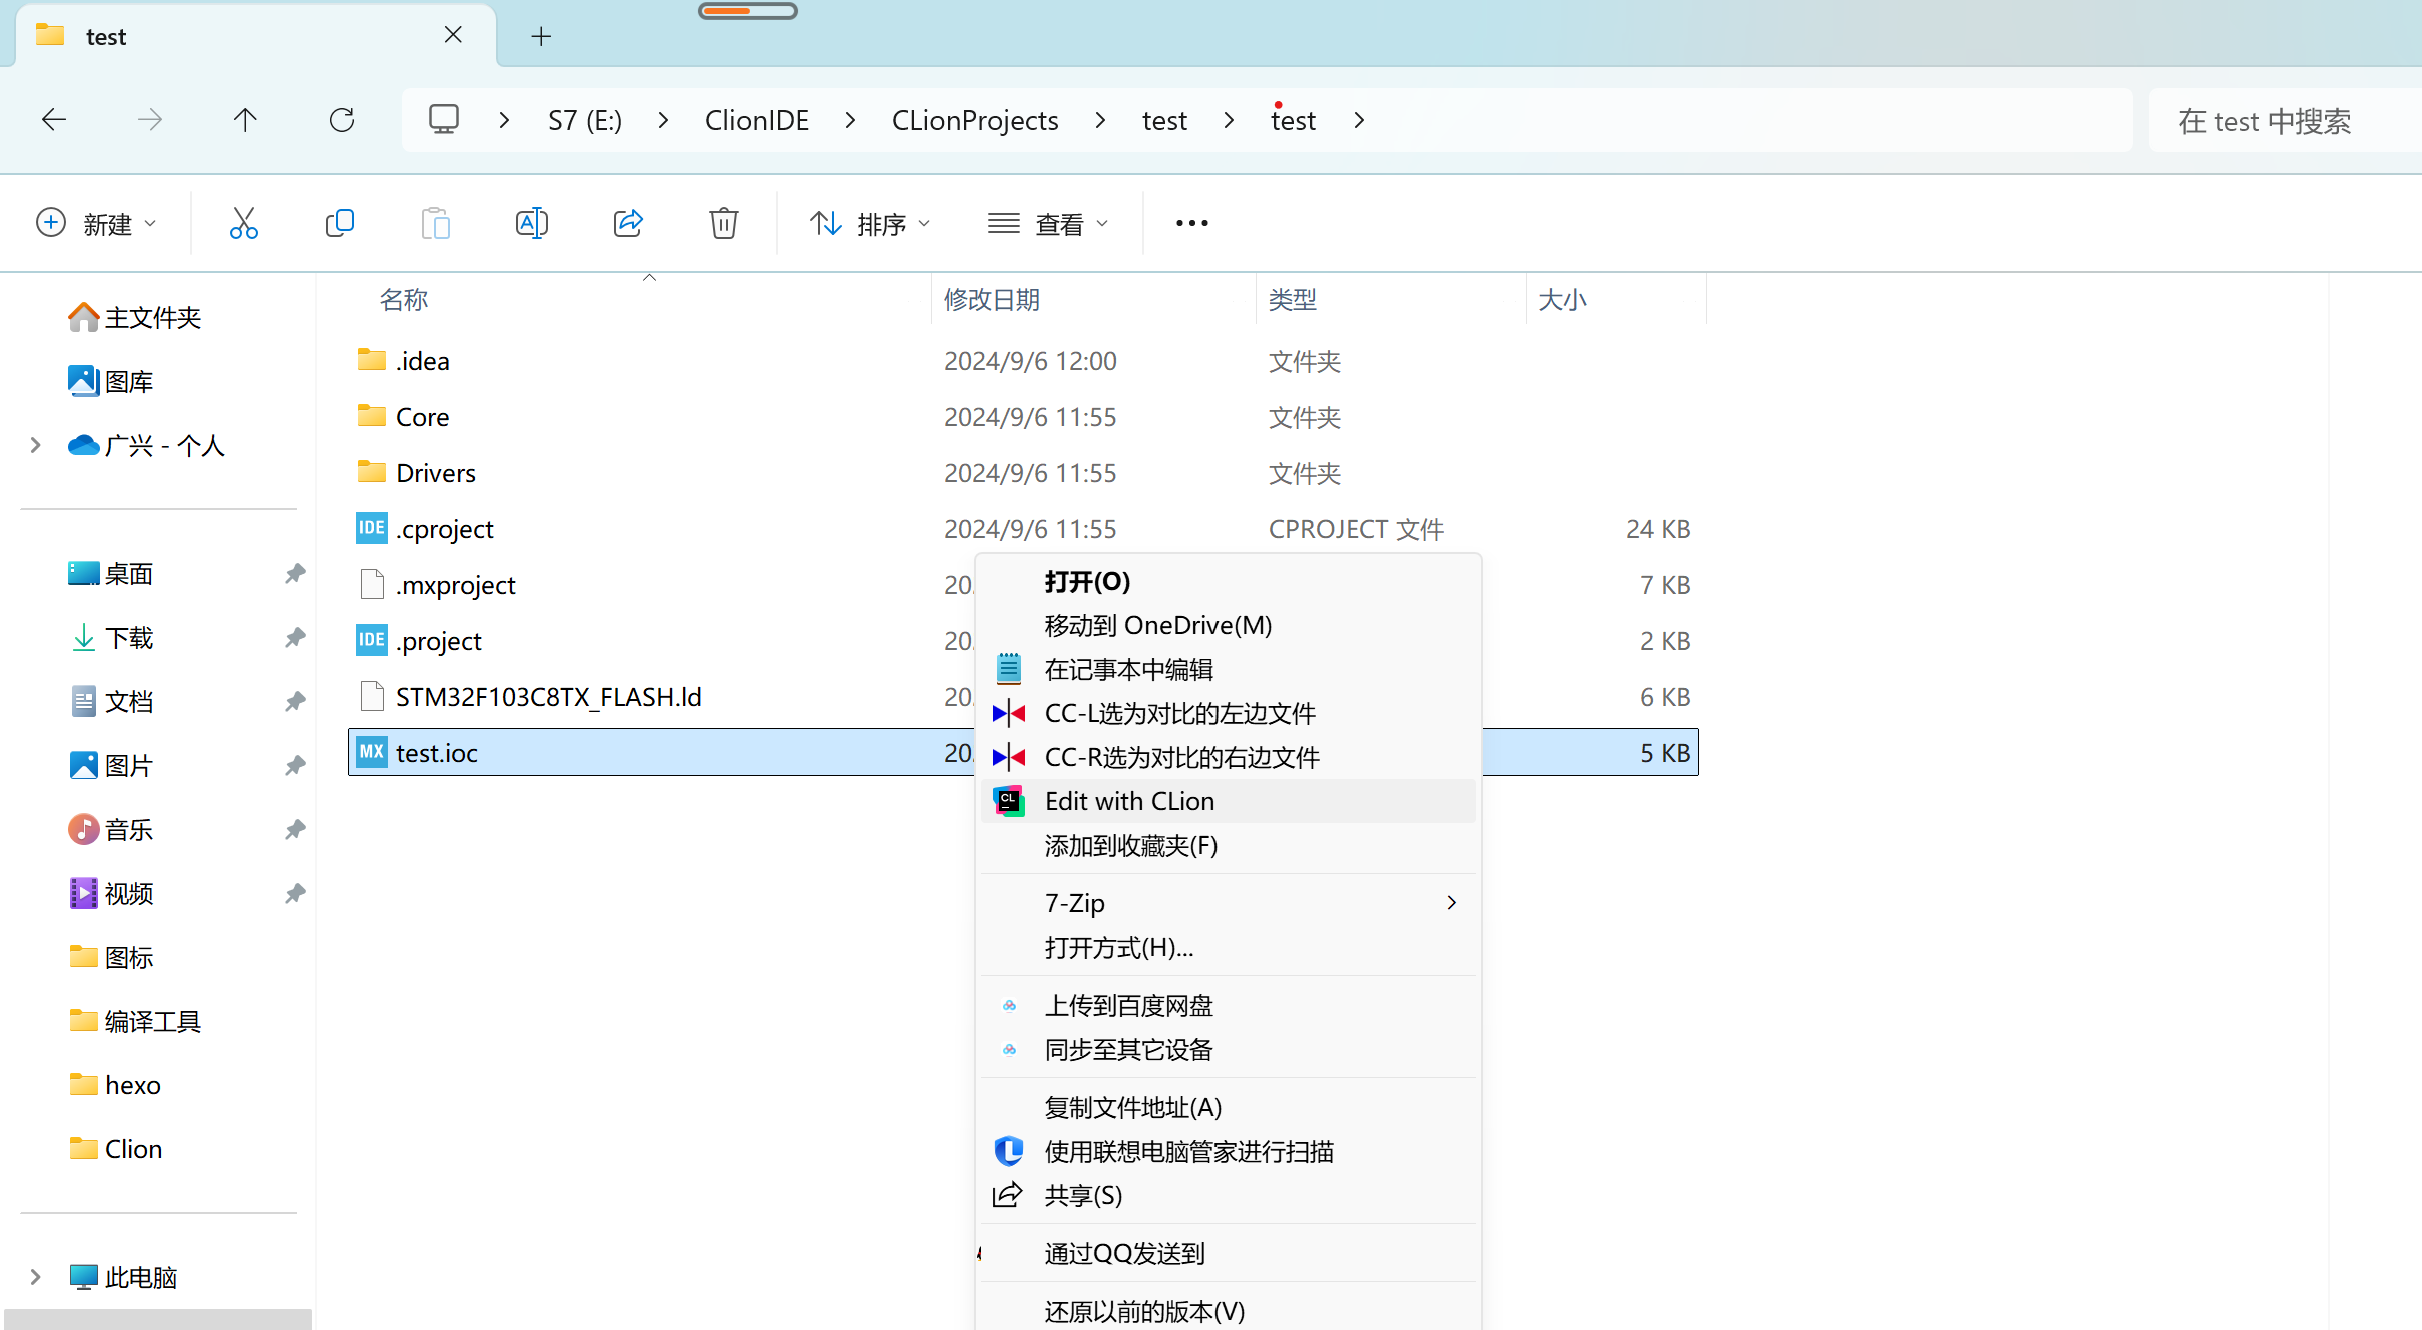 test
S7 (E:) ClionIDE CLionProjects test test
在 test 中搜索
新建 排序 查看
名称 修改日期 类型 大小
主文件夹
图库
广兴 - 个人
桌面
下载
文档
图片
音乐
视频
图标
编译工具
hexo
Clion
此电脑
.idea 2024/9/6 12:00 文件夹
Core 2024/9/6 11:55 文件夹
Drivers 2024/9/6 11:55 文件夹
IDE .cproject 2024/9/6 11:55 CPROJECT 文件 24 KB
.mxproject 20 7 KB
IDE .project 20 2 KB
STM32F103C8TX_FLASH.ld 20 6 KB
MX test.ioc 20 5 KB
打开(O)
移动到 OneDrive(M)
在记事本中编辑
CC-L选为对比的左边文件
CC-R选为对比的右边文件
CL Edit with CLion
添加到收藏夹(F)
7-Zip
打开方式(H)...
上传到百度网盘
同步至其它设备
复制文件地址(A)
使用联想电脑管家进行扫描
共享(S)
通过QQ发送到
还原以前的版本(V)